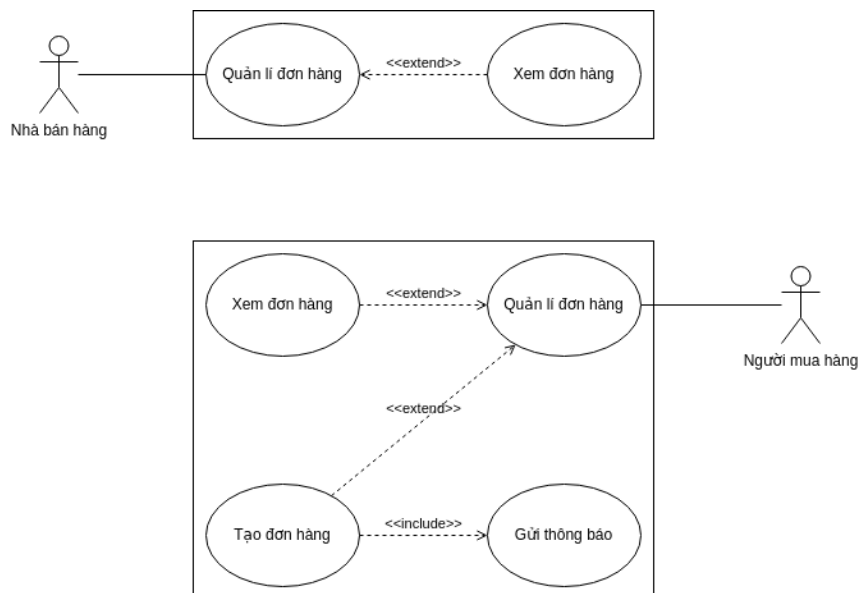 Quản lí đơn hàng
<<extend>>
Xem đơn hàng
Nhà bán hàng
Xem đơn hàng
<<extend>>
Quản lí đơn hàng
Người mua hàng
<<extend>>
Tạo đơn hàng
<<include>>
Gửi thông báo